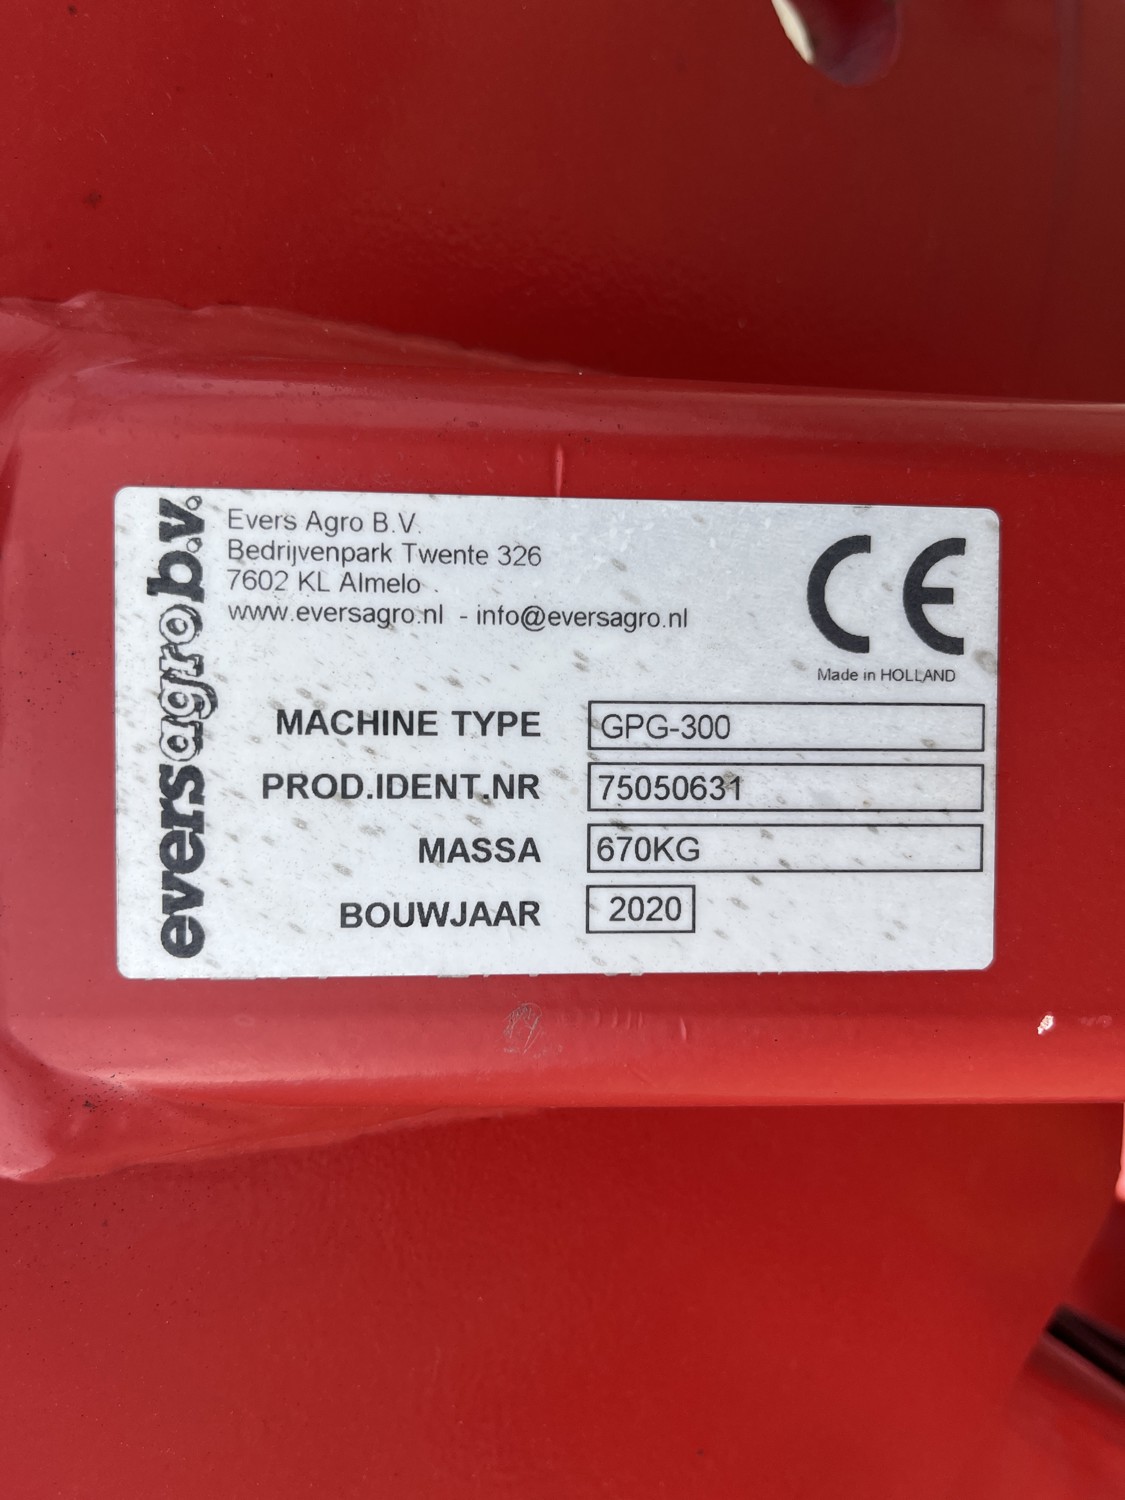 eversagro b.v.
Evers Agro B.V.
Bedrijvenpark Twente 326
7602 KL Almelo
www.eversagro.nl - info@eversagro.nl
CE
Made in HOLLAND
MACHINE TYPE GPG-300
PROD.IDENT.NR 75050631
MASSA 670KG
BOUWJAAR 2020